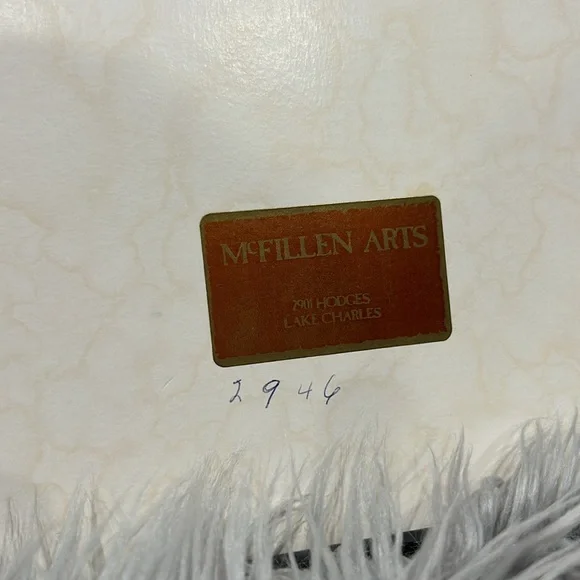 McFILLEN ARTS
2901 HODGES
LAKE CHARLES
2946